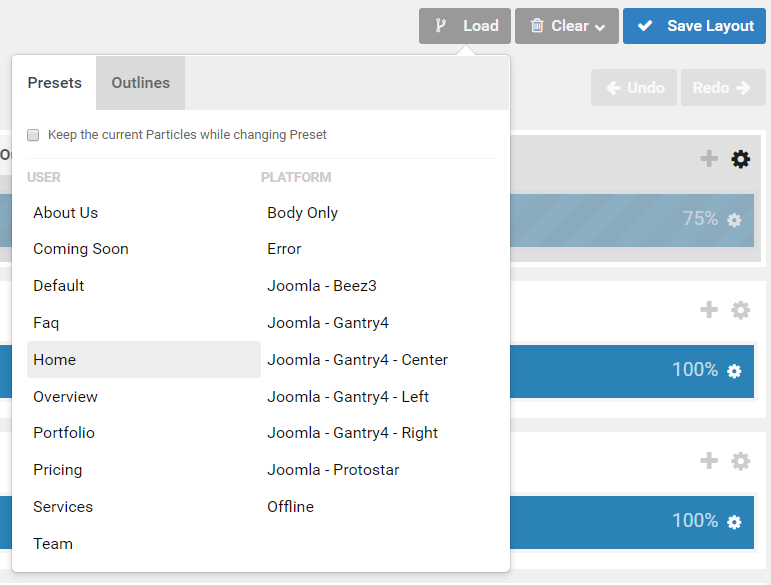 Load
Clear
Save Layout
Presets
Outlines
Undo
Redo
Keep the current Particles while changing Preset
USER
About Us
Coming Soon
Default
Faq
Home
Overview
Portfolio
Pricing
Services
Team
PLATFORM
Body Only
Error
Joomla - Beez3
Joomla - Gantry4
Joomla - Gantry4 - Center
Joomla - Gantry4 - Left
Joomla - Gantry4 - Right
Joomla - Protostar
Offline
75%
100%
100%